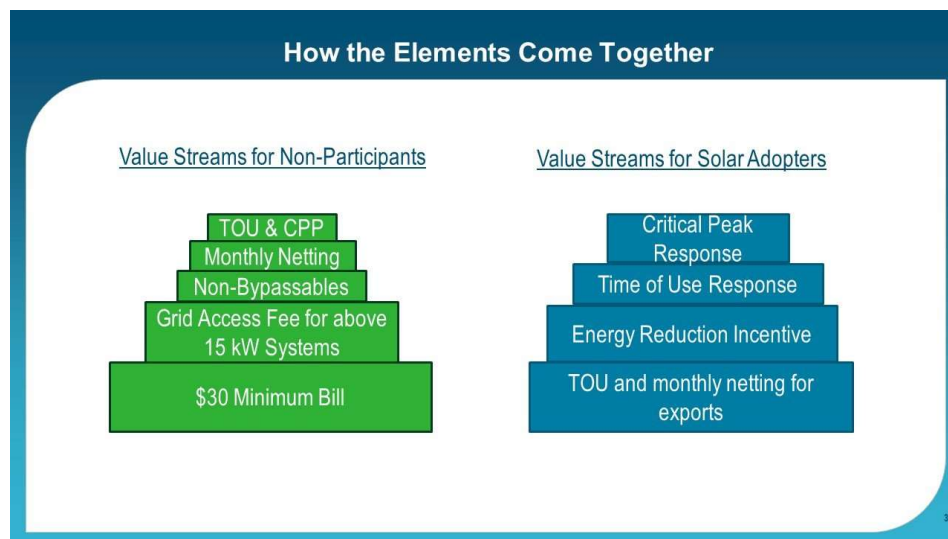 How the Elements Come Together
Value Streams for Non-Participants
TOU & CPP
Monthly Netting
Non-Bypassables
Grid Access Fee for above
15 kW Systems
$30 Minimum Bill
Value Streams for Solar Adopters
Critical Peak
Response
Time of Use Response
Energy Reduction Incentive
TOU and monthly netting for
exports
3